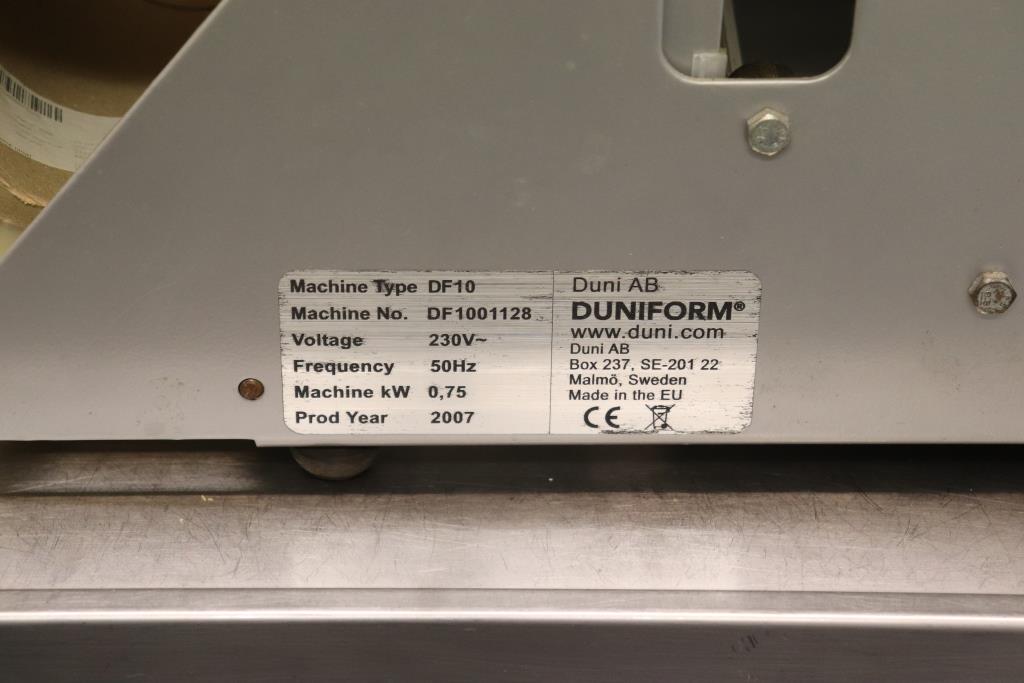 Machine Type DF10
Machine No. DF1001128
Voltage 230V~
Frequency 50Hz
Machine kW 0,75
Prod Year 2007
Duni AB
DUNIFORM®
www.duni.com
Duni AB
Box 237, SE-201 22
Malmö, Sweden
Made in the EU
CE